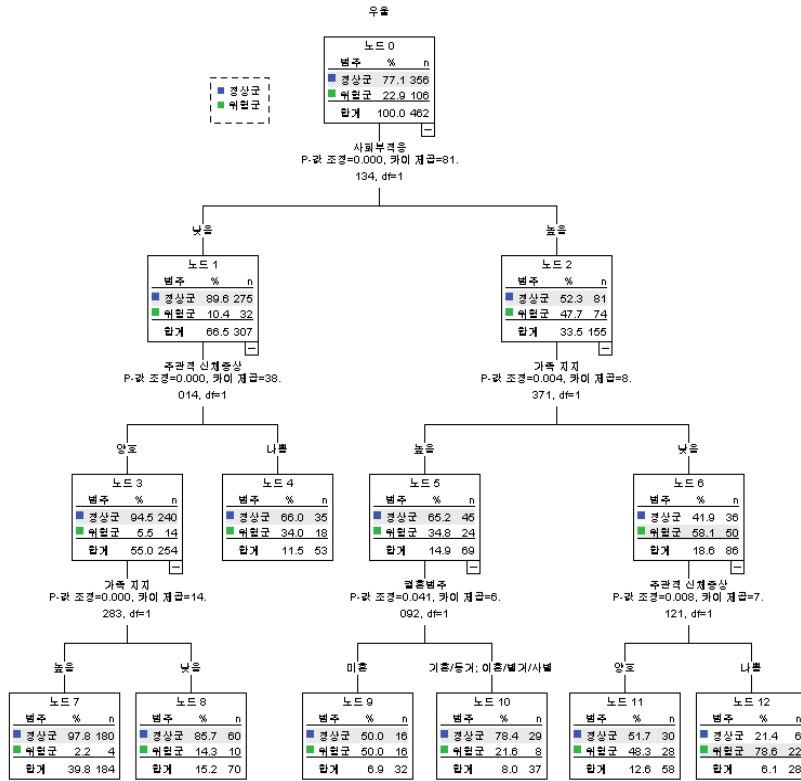 우울
노드 0
범주 % n
정상군 77.1 356
위험군 22.9 106
합계 100.0 462
정상군
위험군
사회부적응
P-값 조정=0.000, 카이 제곱=81.
134, df=1
낮음
높음
노드 1
범주 % n
정상군 89.6 275
위험군 10.4 32
합계 66.5 307
노드 2
범주 % n
정상군 52.3 81
위험군 47.7 74
합계 33.5 155
주관적 신체증상
P-값 조정=0.000, 카이 제곱=38.
014, df=1
가족 지지
P-값 조정=0.004, 카이 제곱=8.
371, df=1
양호
나쁨
높음
낮음
노드 3
범주 % n
정상군 94.5 240
위험군 5.5 14
합계 55.0 254
노드 4
범주 % n
정상군 66.0 35
위험군 34.0 18
합계 11.5 53
노드 5
범주 % n
정상군 65.2 45
위험군 34.8 24
합계 14.9 69
노드 6
범주 % n
정상군 41.9 36
위험군 58.1 50
합계 18.6 86
가족 지지
P-값 조정=0.000, 카이 제곱=14.
283, df=1
결혼범주
P-값 조정=0.041, 카이 제곱=6.
092, df=1
주관적 신체증상
P-값 조정=0.008, 카이 제곱=7.
121, df=1
높음
낮음
미혼
기혼/동거; 이혼/별거/사별
양호
나쁨
노드 7
범주 % n
정상군 97.8 180
위험군 2.2 4
합계 39.8 184
노드 8
범주 % n
정상군 85.7 60
위험군 14.3 10
합계 15.2 70
노드 9
범주 % n
정상군 50.0 16
위험군 50.0 16
합계 6.9 32
노드 10
범주 % n
정상군 78.4 29
위험군 21.6 8
합계 8.0 37
노드 11
범주 % n
정상군 51.7 30
위험군 48.3 28
합계 12.6 58
노드 12
범주 % n
정상군 21.4 6
위험군 78.6 22
합계 6.1 28